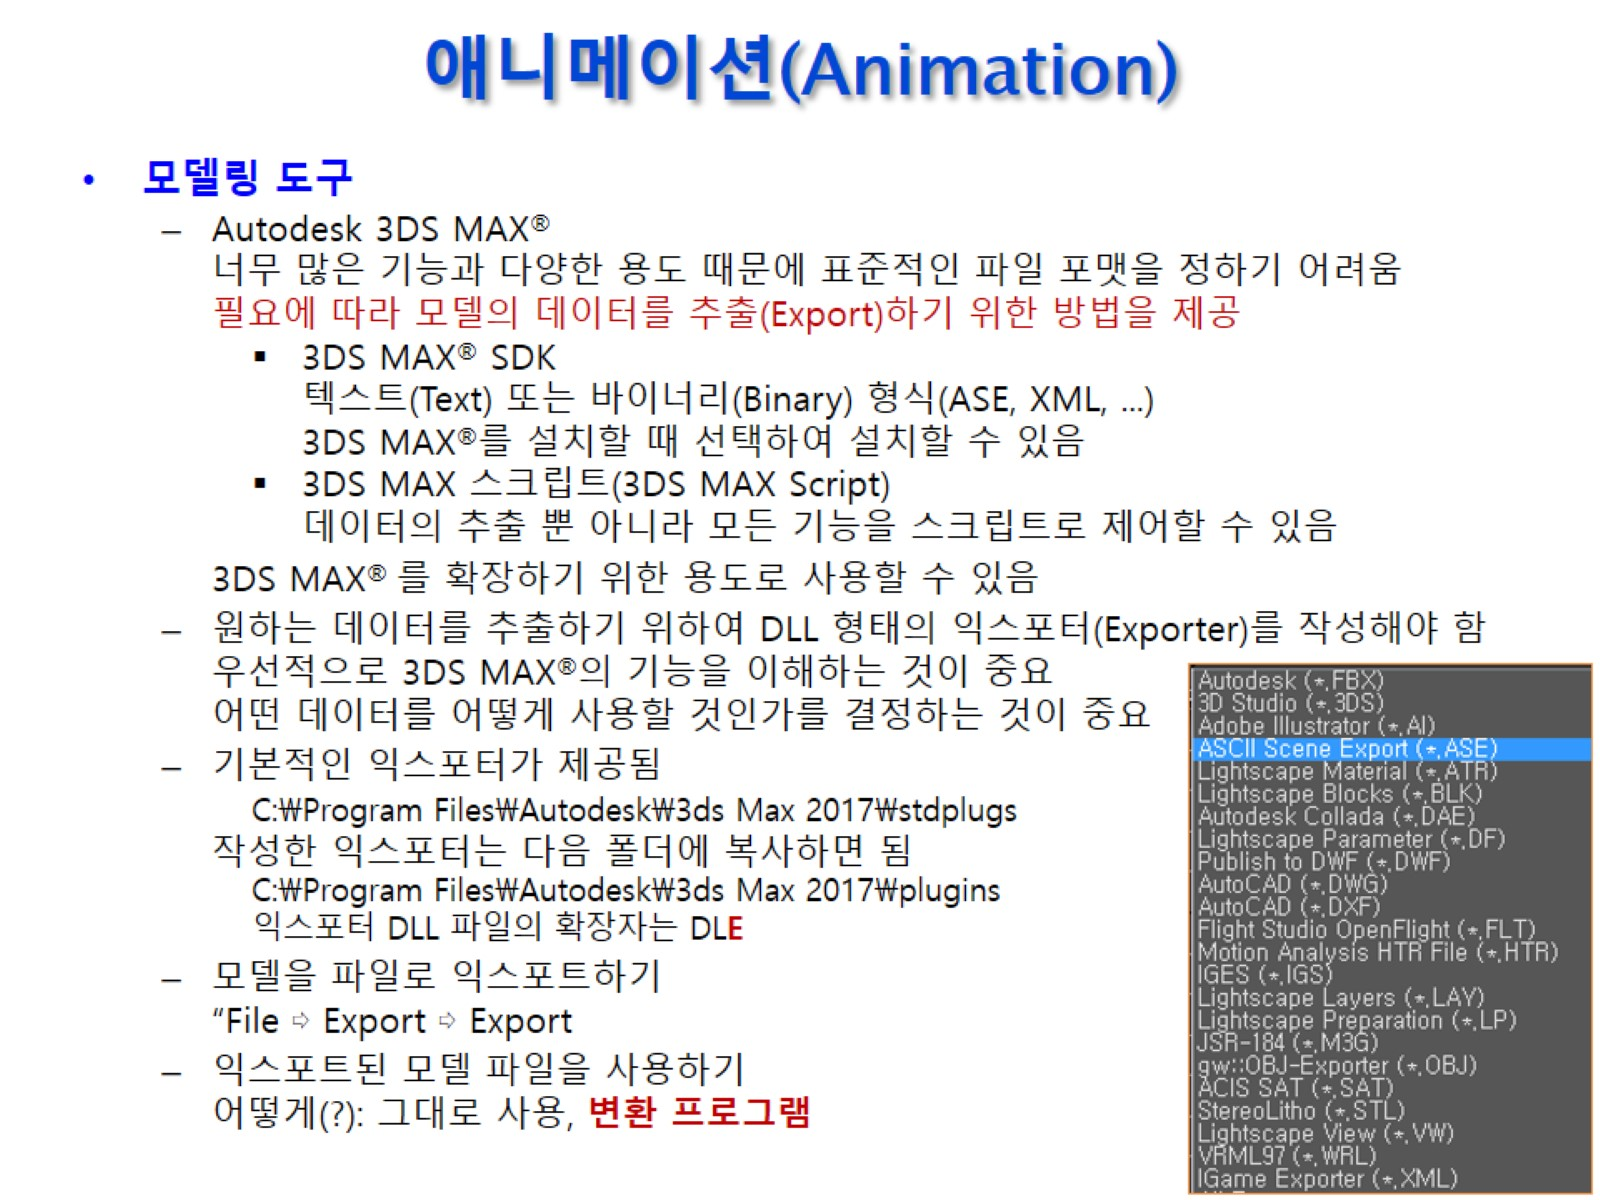 애니메이션(Animation)
• 모델링 도구
– Autodesk 3DS MAX®
너무 많은 기능과 다양한 용도 때문에 표준적인 파일 포맷을 정하기 어려움
필요에 따라 모델의 데이터를 추출(Export)하기 위한 방법을 제공
▪ 3DS MAX® SDK
텍스트(Text) 또는 바이너리(Binary) 형식(ASE, XML, ...)
3DS MAX®를 설치할 때 선택하여 설치할 수 있음
▪ 3DS MAX 스크립트(3DS MAX Script)
데이터의 추출 뿐 아니라 모든 기능을 스크립트로 제어할 수 있음
3DS MAX® 를 확장하기 위한 용도로 사용할 수 있음
– 원하는 데이터를 추출하기 위하여 DLL 형태의 익스포터(Exporter)를 작성해야 함
우선적으로 3DS MAX®의 기능을 이해하는 것이 중요
어떤 데이터를 어떻게 사용할 것인가를 결정하는 것이 중요
– 기본적인 익스포터가 제공됨
C:₩Program Files₩Autodesk₩3ds Max 2017₩stdplugs
작성한 익스포터는 다음 폴더에 복사하면 됨
C:₩Program Files₩Autodesk₩3ds Max 2017₩plugins
익스포터 DLL 파일의 확장자는 DLE
– 모델을 파일로 익스포트하기
“File ⇨ Export ⇨ Export
– 익스포트된 모델 파일을 사용하기
어떻게(?): 그대로 사용, 변환 프로그램
Autodesk (*.FBX)
3D Studio (*.3DS)
Adobe Illustrator (*.AI)
ASCII Scene Export (*.ASE)
Lightscape Material (*.ATR)
Lightscape Blocks (*.BLK)
Autodesk Collada (*.DAE)
Lightscape Parameter (*.DF)
Publish to DWF (*.DWF)
AutoCAD (*.DWG)
AutoCAD (*.DXF)
Flight Studio OpenFlight (*.FLT)
Motion Analysis HTR File (*.HTR)
IGES (*.IGS)
Lightscape Layers (*.LAY)
Lightscape Preparation (*.LP)
JSR-184 (*.M3G)
gw::OBJ-Exporter (*.OBJ)
ACIS SAT (*.SAT)
StereoLitho (*.STL)
Lightscape View (*.VW)
VRML97 (*.WRL)
IGame Exporter (*.XML)